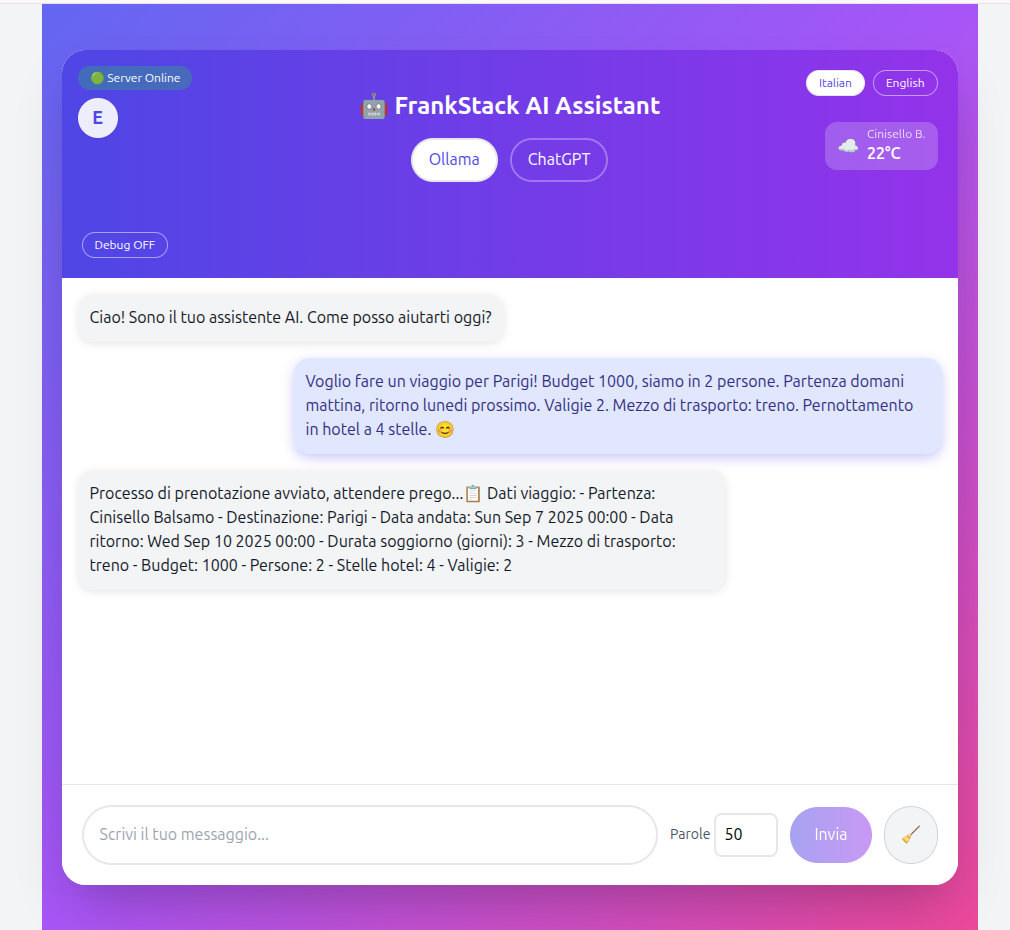 🟢 Server Online
E
🤖 FrankStack AI Assistant
Ollama ChatGPT
Italian English
Cinisello B.
22°C
Debug OFF
Ciao! Sono il tuo assistente AI. Come posso aiutarti oggi?
Voglio fare un viaggio per Parigi! Budget 1000, siamo in 2 persone. Partenza domani
mattina, ritorno lunedi prossimo. Valigie 2. Mezzo di trasporto: treno. Pernottamento
in hotel a 4 stelle. 😊
Processo di prenotazione avviato, attendere prego...📋 Dati viaggio: - Partenza:
Cinisello Balsamo - Destinazione: Parigi - Data andata: Sun Sep 7 2025 00:00 - Data
ritorno: Wed Sep 10 2025 00:00 - Durata soggiorno (giorni): 3 - Mezzo di trasporto:
treno - Budget: 1000 - Persone: 2 - Stelle hotel: 4 - Valigie: 2
Scrivi il tuo messaggio...
Parole 50
Invia